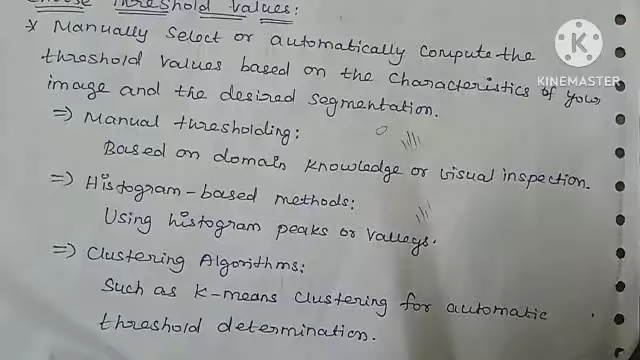 Choose Threshold values:
* Manually select or automatically compute the
threshold values based on the characteristics of your
image and the desired segmentation.
⇒ Manual thresholding:
Based on domain knowledge or visual inspection.
⇒ Histogram-based methods:
Using histogram peaks or valleys.
⇒ Clustering Algorithms:
Such as K-means clustering for automatic
threshold determination.
KINEMASTER